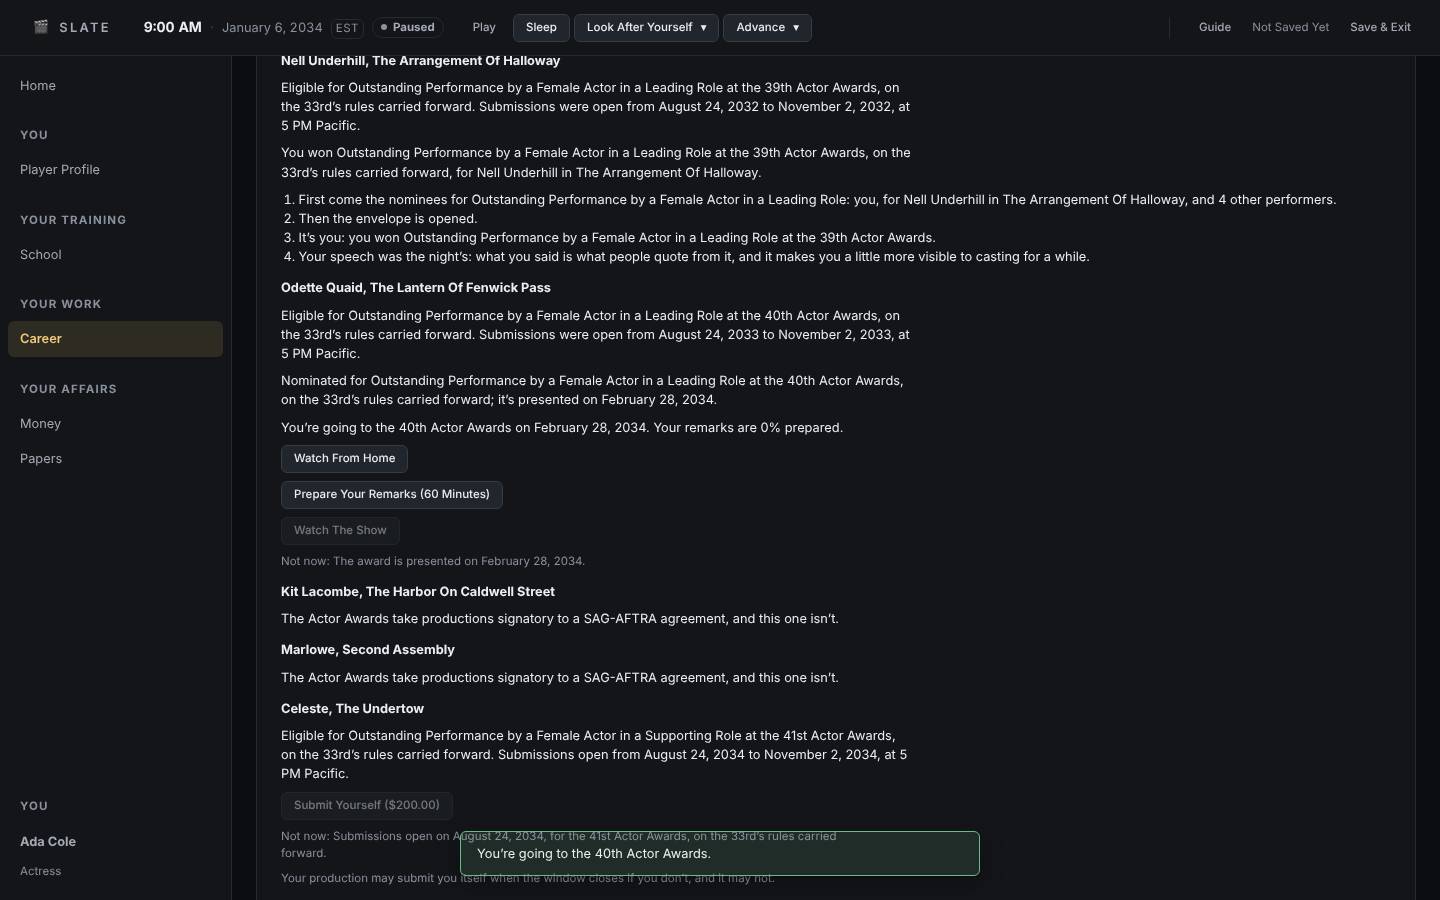 SLATE
9:00 AM · January 6, 2034 EST Paused Play Sleep Look After Yourself ▾ Advance ▾ Guide Not Saved Yet Save & Exit
Home
YOU
Player Profile
YOUR TRAINING
School
YOUR WORK
Career
YOUR AFFAIRS
Money
Papers
YOU
Ada Cole
Actress
Nell Underhill, The Arrangement Of Halloway
Eligible for Outstanding Performance by a Female Actor in a Leading Role at the 39th Actor Awards, on
the 33rd’s rules carried forward. Submissions were open from August 24, 2032 to November 2, 2032, at
5 PM Pacific.
You won Outstanding Performance by a Female Actor in a Leading Role at the 39th Actor Awards, on the
33rd’s rules carried forward, for Nell Underhill in The Arrangement Of Halloway.
1. First come the nominees for Outstanding Performance by a Female Actor in a Leading Role: you, for Nell Underhill in The Arrangement Of Halloway, and 4 other performers.
2. Then the envelope is opened.
3. It’s you: you won Outstanding Performance by a Female Actor in a Leading Role at the 39th Actor Awards.
4. Your speech was the night’s: what you said is what people quote from it, and it makes you a little more visible to casting for a while.
Odette Quaid, The Lantern Of Fenwick Pass
Eligible for Outstanding Performance by a Female Actor in a Leading Role at the 40th Actor Awards, on
the 33rd’s rules carried forward. Submissions were open from August 24, 2033 to November 2, 2033, at
5 PM Pacific.
Nominated for Outstanding Performance by a Female Actor in a Leading Role at the 40th Actor Awards,
on the 33rd’s rules carried forward; it’s presented on February 28, 2034.
You’re going to the 40th Actor Awards on February 28, 2034. Your remarks are 0% prepared.
Watch From Home
Prepare Your Remarks (60 Minutes)
Watch The Show
Not now: The award is presented on February 28, 2034.
Kit Lacombe, The Harbor On Caldwell Street
The Actor Awards take productions signatory to a SAG-AFTRA agreement, and this one isn’t.
Marlowe, Second Assembly
The Actor Awards take productions signatory to a SAG-AFTRA agreement, and this one isn’t.
Celeste, The Undertow
Eligible for Outstanding Performance by a Female Actor in a Supporting Role at the 41st Actor Awards,
on the 33rd’s rules carried forward. Submissions open from August 24, 2034 to November 2, 2034, at 5
PM Pacific.
Submit Yourself ($200.00)
Not now: Submissions open on August 24, 2034, for the 41st Actor Awards, on the 33rd’s rules carried
forward.
You’re going to the 40th Actor Awards.
Your production may submit you itself when the window closes if you don’t, and it may not.